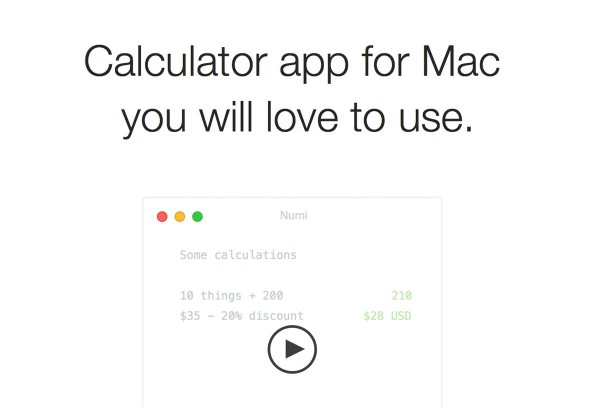 Calculator app for Mac
you will love to use.
Numi
Some calculations
10 things + 200 210
$35 – 20% discount $28 USD